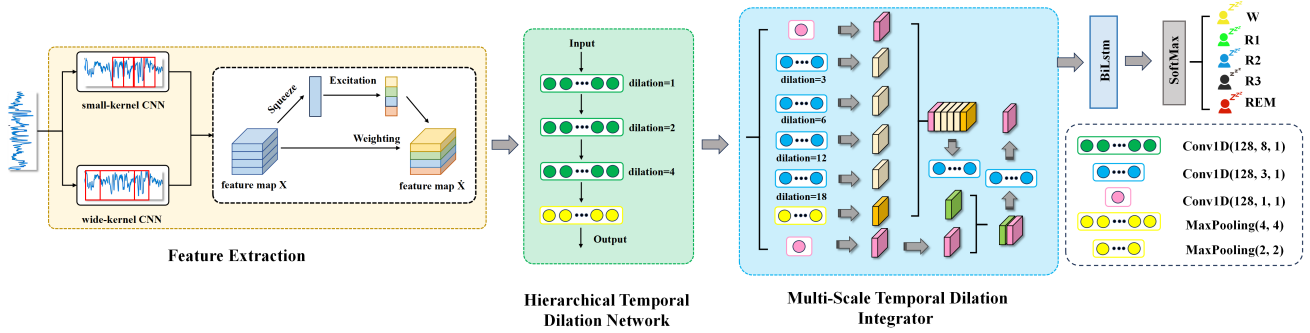 small-kernel CNN
wide-kernel CNN
Squeeze
Excitation
Weighting
feature map X
feature map X̂
Feature Extraction
Input
dilation=1
dilation=2
dilation=4
Output
Hierarchical Temporal
Dilation Network
dilation=3
dilation=6
dilation=12
dilation=18
Multi-Scale Temporal Dilation
Integrator
BiLstm
SoftMax
W
R1
R2
R3
REM
Conv1D(128, 8, 1)
Conv1D(128, 3, 1)
Conv1D(128, 1, 1)
MaxPooling(4, 4)
MaxPooling(2, 2)